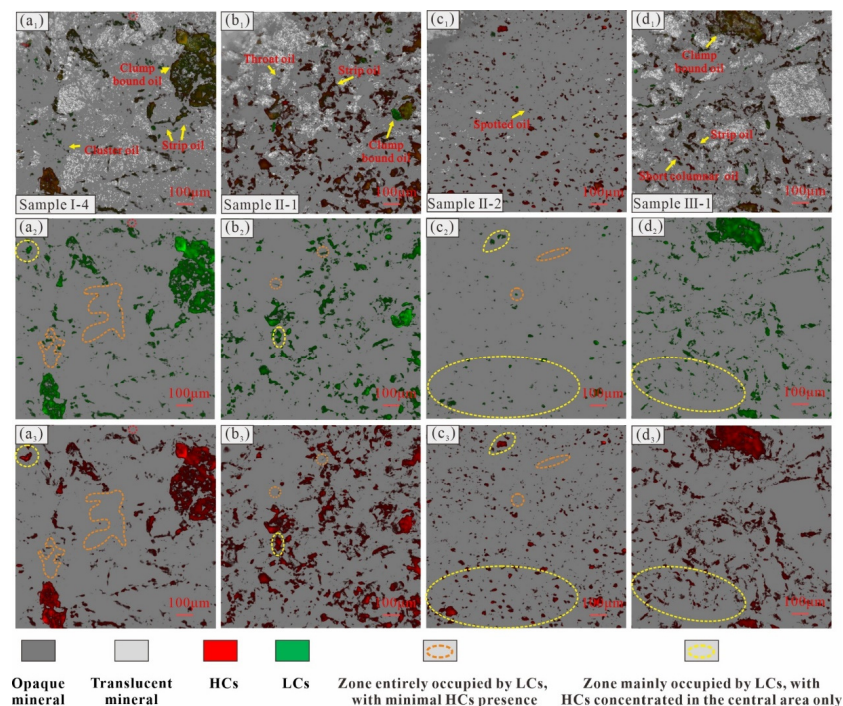 (a₁)
Clump
bound oil
Strip oil
Cluster oil
Sample I-4
100μm
(b₁)
Throat oil
Strip oil
Clump
bound oil
Sample II-1
100μm
(c₁)
Spotted oil
Sample II-2
100μm
(d₁)
Clump
bound oil
Strip oil
Short columnar oil
Sample III-1
100μm
(a₂)
100μm
(b₂)
100μm
(c₂)
100μm
(d₂)
100μm
(a₃)
100μm
(b₃)
100μm
(c₃)
100μm
(d₃)
100μm
Opaque
mineral
Translucent
mineral
HCs
LCs
Zone entirely occupied by LCs,
with minimal HCs presence
Zone mainly occupied by LCs, with
HCs concentrated in the central area only